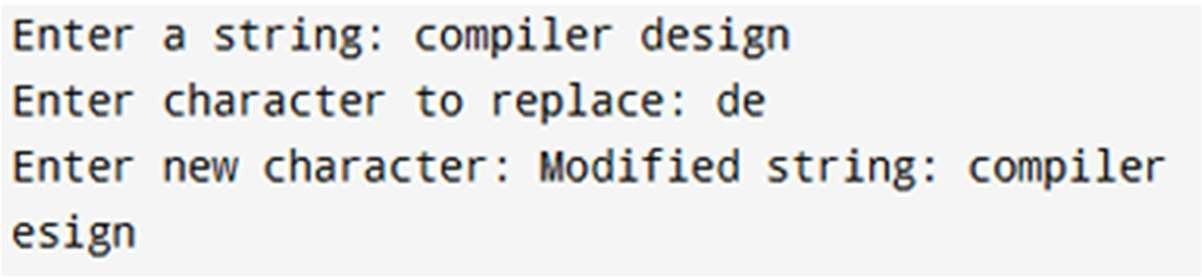 Enter a string: compiler design
Enter character to replace: de
Enter new character: Modified string: compiler
esign